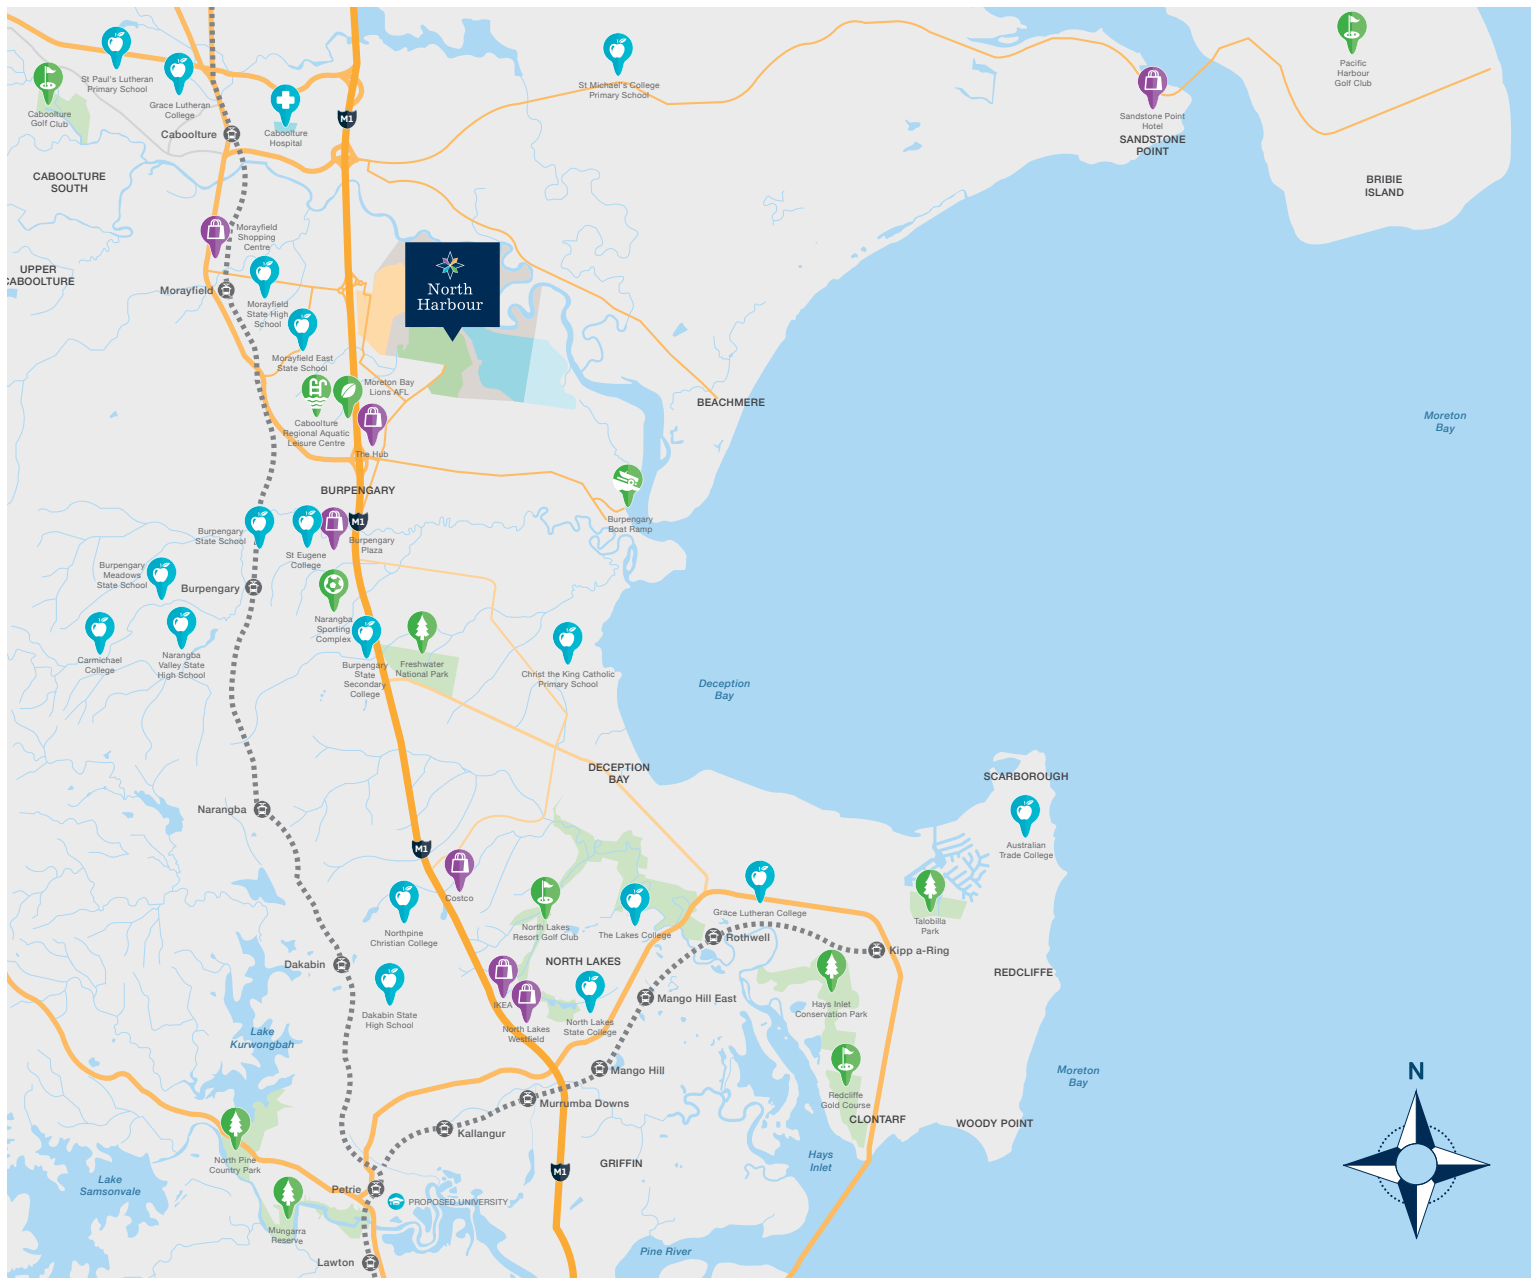 St Paul's Lutheran
Primary School
Grace Lutheran
College
Caboolture
Golf Club
Caboolture
Caboolture
Hospital
M1
St Michael's College
Primary School
Sandstone Point
Hotel
SANDSTONE
POINT
Pacific
Harbour
Golf Club
BRIBIE
ISLAND
CABOOLTURE
SOUTH
Morayfield
Shopping
Centre
UPPER
CABOOLTURE
Morayfield
Morayfield
State High
School
North
Harbour
Morayfield East
State School
Moreton Bay
Lions AFL
Caboolture
Regional Aquatic
Leisure Centre
The Hub
BEACHMERE
Moreton
Bay
BURPENGARY
Burpengary
Boat Ramp
Burpengary
State School
St Eugene
College
M1
Burpengary
Plaza
Burpengary
Meadows
State School
Burpengary
Narangba
Sporting
Complex
Carmichael
College
Narangba
Valley State
High School
Burpengary
State
Secondary
College
Freshwater
National Park
Christ the King Catholic
Primary School
Deception
Bay
DECEPTION
BAY
SCARBOROUGH
Narangba
Australian
Trade College
M1
Costco
Northpine
Christian College
North Lakes
Resort Golf Club
The Lakes College
Grace Lutheran College
Talobilla
Park
Rothwell
Kipp a-Ring
Dakabin
NORTH LAKES
REDCLIFFE
IKEA
Mango Hill East
Dakabin State
High School
North Lakes
Westfield
North Lakes
State College
Hays Inlet
Conservation Park
Lake
Kurwongbah
Mango Hill
Moreton
Bay
N
Redcliffe
Gold Course
Murrumba Downs
CLONTARF
WOODY POINT
Kallangur
North Pine
Country Park
GRIFFIN
Hays
Inlet
M1
Lake
Samsonvale
Petrie
PROPOSED UNIVERSITY
Mungarra
Reserve
Pine River
Lawton